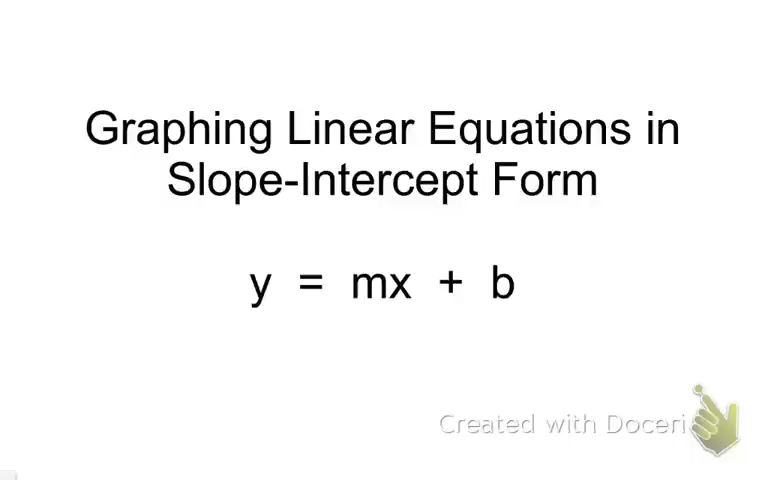 Graphing Linear Equations in
Slope-Intercept Form
y = mx + b
Created with Doceri